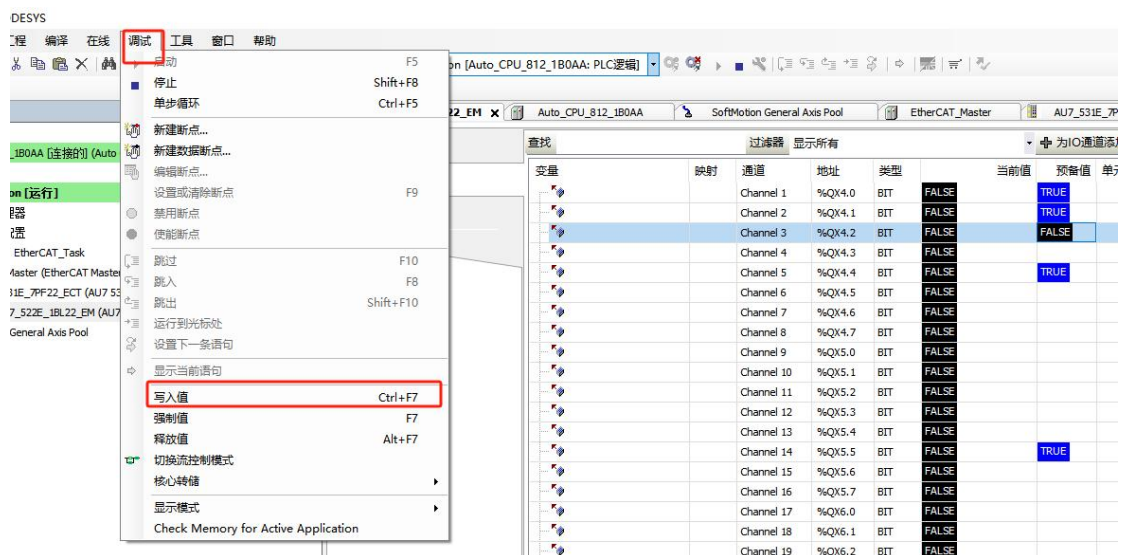 ODESYS
工程 编译 在线 调试 工具 窗口 帮助
启动 F5
on [Auto_CPU_812_1B0AA: PLC逻辑]
停止 Shift+F8
单步循环 Ctrl+F5
22_EM Auto_CPU_812_1B0AA SoftMotion General Axis Pool EtherCAT_Master AU7_531E_7P
新建断点...
新建数据断点...
编辑断点...
设置或清除断点 F9
禁用断点
使能断点
跳过 F10
跳入 F8
跳出 Shift+F10
运行到光标处
设置下一条语句
显示当前语句
写入值 Ctrl+F7
强制值 F7
释放值 Alt+F7
切换流控制模式
核心转储
显示模式
Check Memory for Active Application
_1B0AA [连接的] (Auto
on [运行]
理器
配置
EtherCAT_Task
Master (EtherCAT Master
31E_7PF22_ECT (AU7 53
7_522E_1BL22_EM (AU7
General Axis Pool
查找 过滤器 显示所有 为IO通道添加
变量 映射 通道 地址 类型 当前值 预备值 单元
Channel 1 %QX4.0 BIT FALSE TRUE
Channel 2 %QX4.1 BIT FALSE TRUE
Channel 3 %QX4.2 BIT FALSE FALSE
Channel 4 %QX4.3 BIT FALSE
Channel 5 %QX4.4 BIT FALSE TRUE
Channel 6 %QX4.5 BIT FALSE
Channel 7 %QX4.6 BIT FALSE
Channel 8 %QX4.7 BIT FALSE
Channel 9 %QX5.0 BIT FALSE
Channel 10 %QX5.1 BIT FALSE
Channel 11 %QX5.2 BIT FALSE
Channel 12 %QX5.3 BIT FALSE
Channel 13 %QX5.4 BIT FALSE
Channel 14 %QX5.5 BIT FALSE TRUE
Channel 15 %QX5.6 BIT FALSE
Channel 16 %QX5.7 BIT FALSE
Channel 17 %QX6.0 BIT FALSE
Channel 18 %QX6.1 BIT FALSE
Channel 19 %QX6.2 BIT FALSE